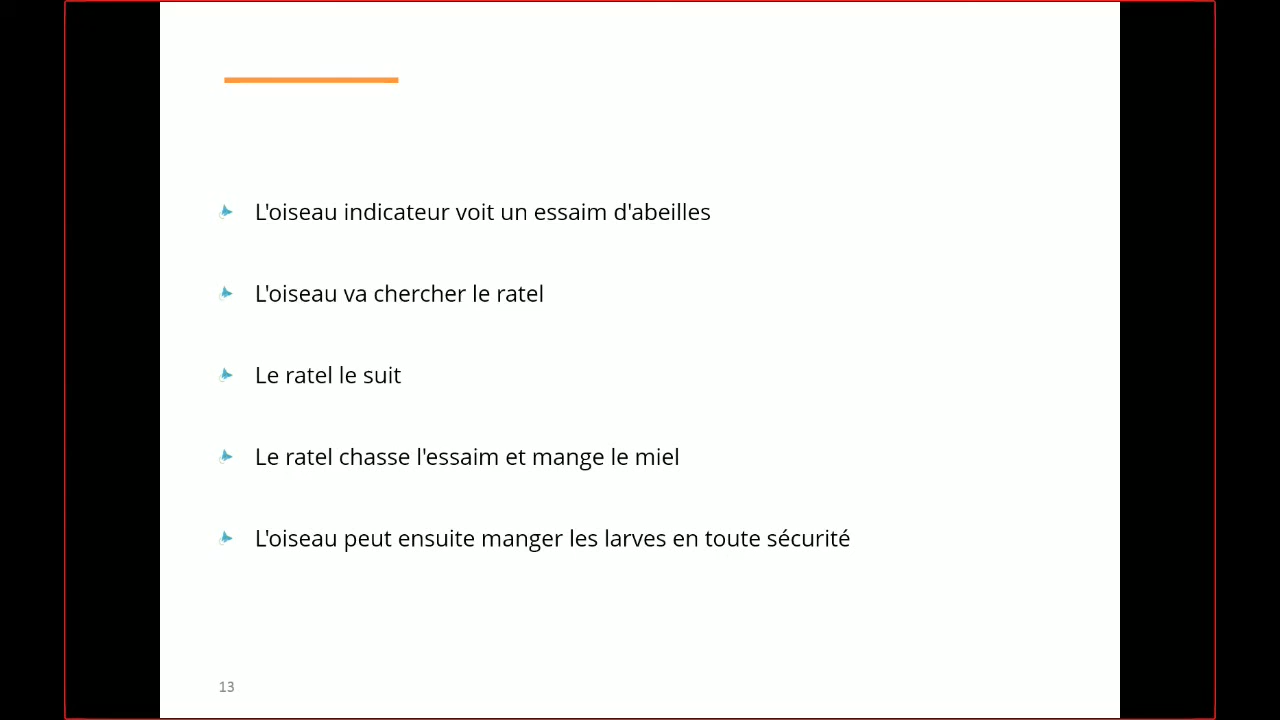 L'oiseau indicateur voit un essaim d'abeilles
L'oiseau va chercher le ratel
Le ratel le suit
Le ratel chasse l'essaim et mange le miel
L'oiseau peut ensuite manger les larves en toute sécurité
13